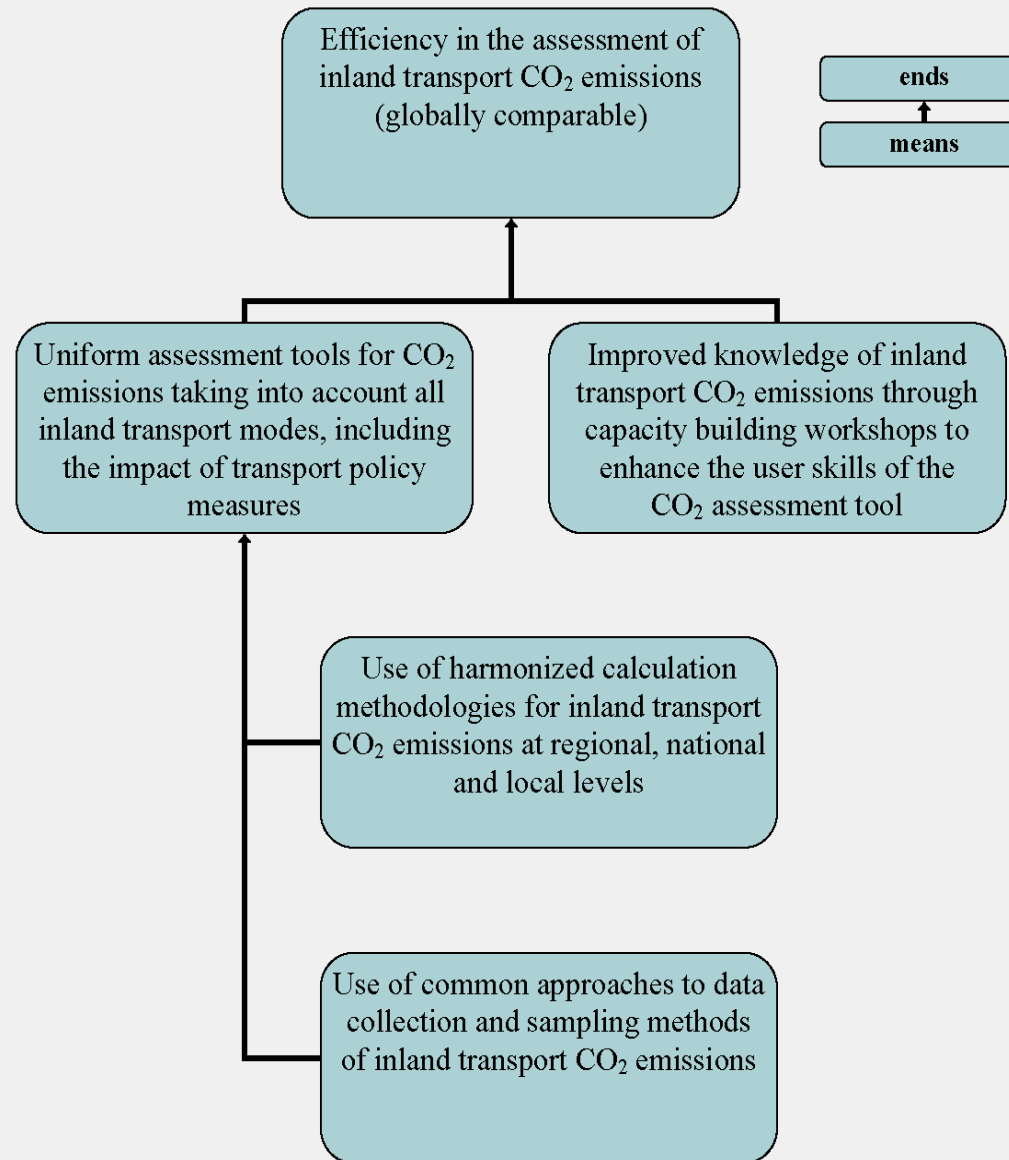 Efficiency in the assessment of
inland transport CO₂ emissions
(globally comparable)
ends
means
Uniform assessment tools for CO₂
emissions taking into account all
inland transport modes, including
the impact of transport policy
measures
Improved knowledge of inland
transport CO₂ emissions through
capacity building workshops to
enhance the user skills of the
CO₂ assessment tool
Use of harmonized calculation
methodologies for inland transport
CO₂ emissions at regional, national
and local levels
Use of common approaches to data
collection and sampling methods
of inland transport CO₂ emissions